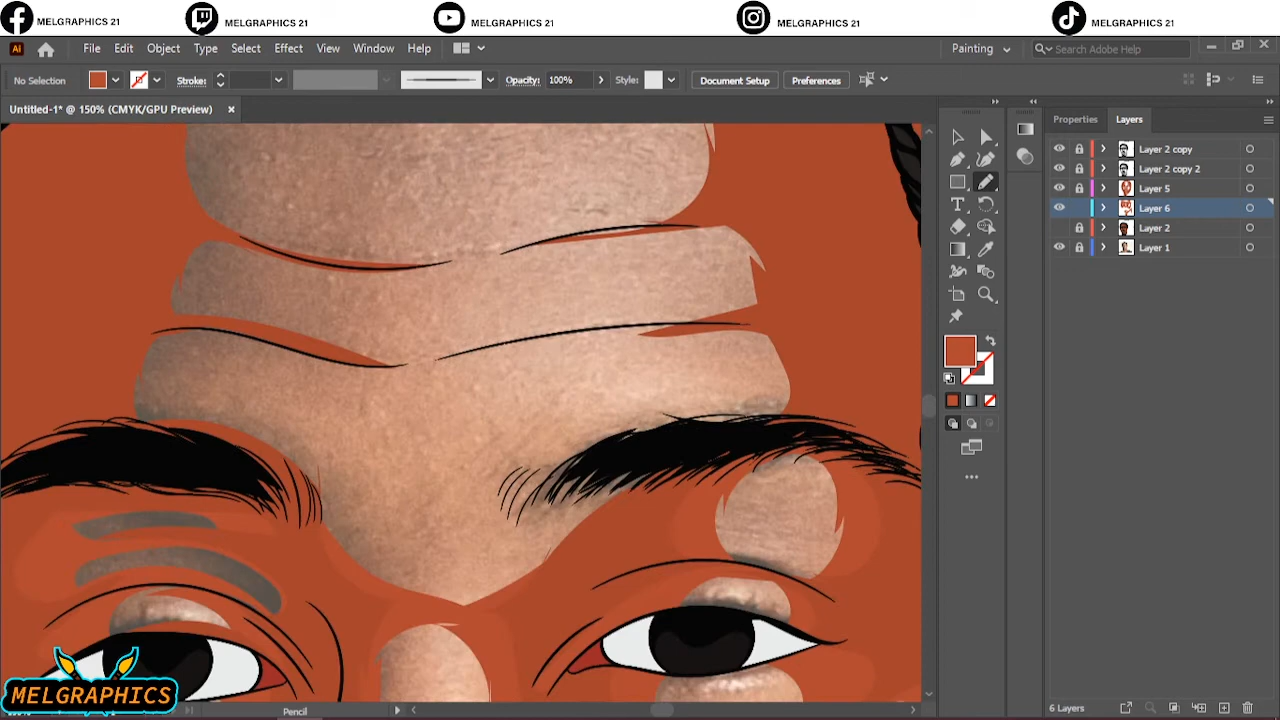 MELGRAPHICS 21
MELGRAPHICS 21
MELGRAPHICS 21
MELGRAPHICS 21
MELGRAPHICS 21
Ai File Edit Object Type Select Effect View Window Help Painting Search Adobe Help
No Selection Stroke: Opacity: 100% Style: Document Setup Preferences
Untitled-1* @ 150% (CMYK/GPU Preview)
Properties Layers
Layer 2 copy
Layer 2 copy 2
Layer 5
Layer 6
Layer 2
Layer 1
MELGRAPHICS
Pencil
6 Layers